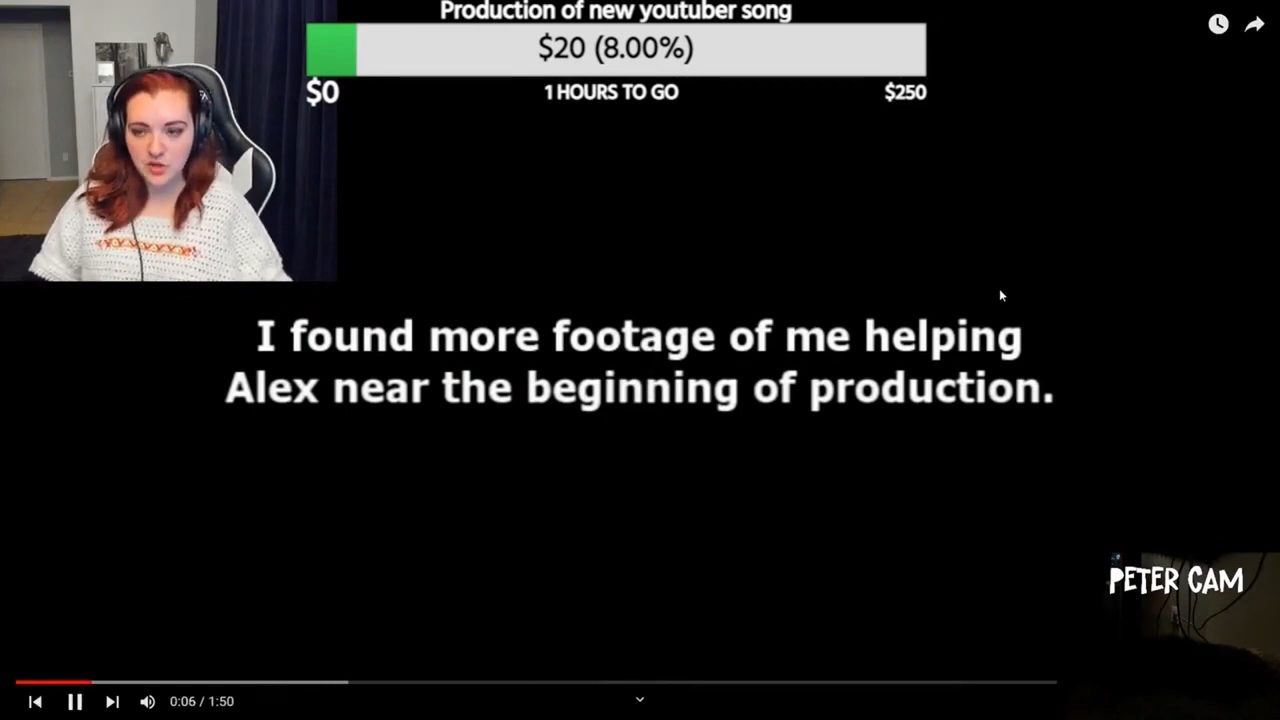 Production of new youtuber song
$20 (8.00%)
$0
1 HOURS TO GO
$250
I found more footage of me helping
Alex near the beginning of production.
PETER CAM
0:06 / 1:50